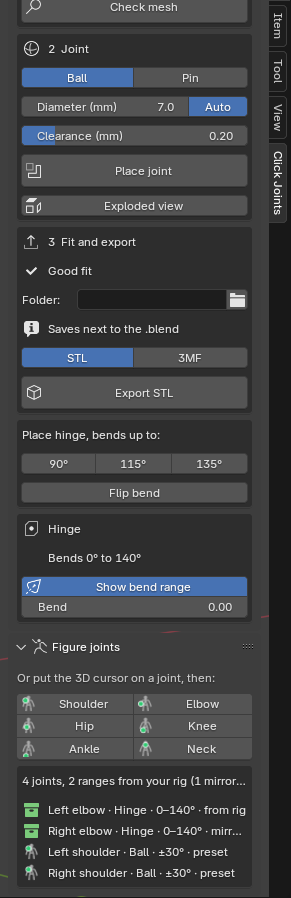 Check mesh
Item
Tool
View
Click Joints
2 Joint
Ball Pin
Diameter (mm) 7.0 Auto
Clearance (mm) 0.20
Place joint
Exploded view
3 Fit and export
Good fit
Folder:
Saves next to the .blend
STL 3MF
Export STL
Place hinge, bends up to:
90° 115° 135°
Flip bend
Hinge
Bends 0° to 140°
Show bend range
Bend 0.00
Figure joints
Or put the 3D cursor on a joint, then:
Shoulder Elbow
Hip Knee
Ankle Neck
4 joints, 2 ranges from your rig (1 mirror...
Left elbow · Hinge · 0–140° · from rig
Right elbow · Hinge · 0–140° · mirr...
Left shoulder · Ball · ±30° · preset
Right shoulder · Ball · ±30° · preset